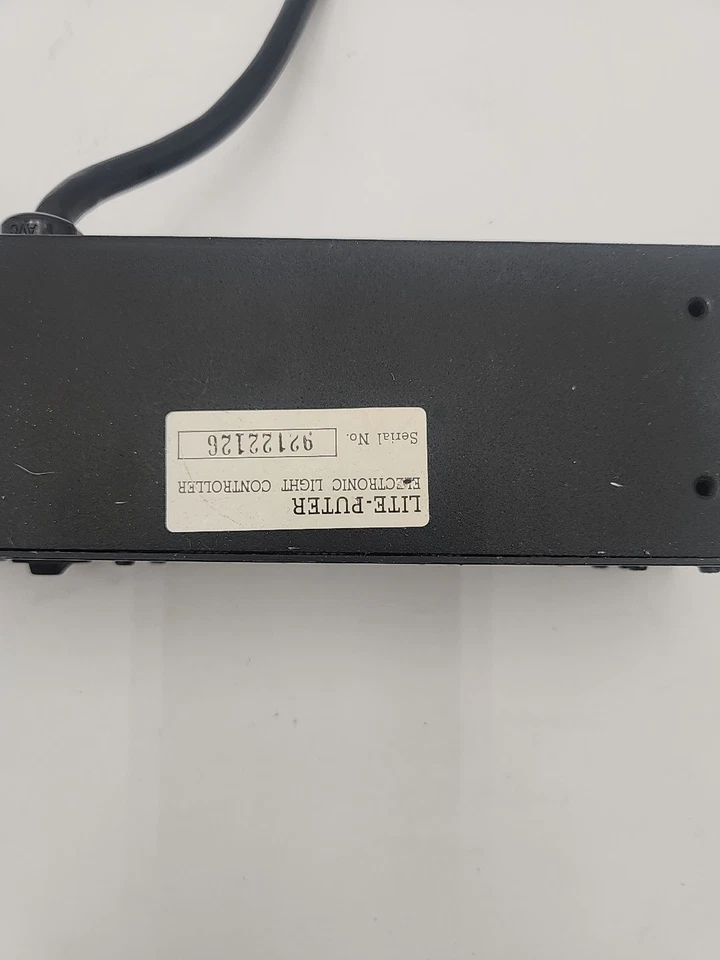 LITE-PUTER
ELECTRONIC LIGHT CONTROLLER
Serial No. 92122126